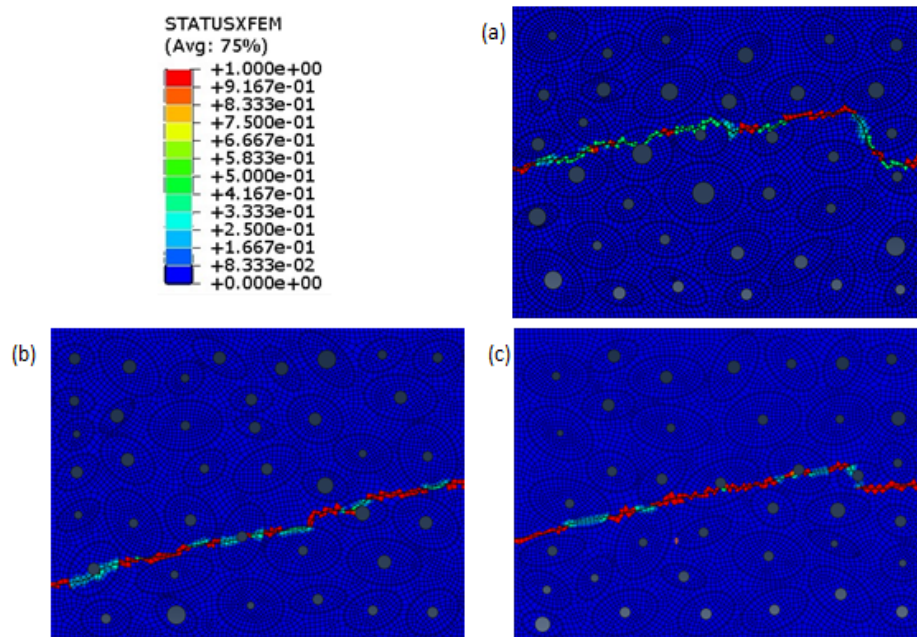 STATUSXFEM
(Avg: 75%)
+1.000e+00
+9.167e-01
+8.333e-01
+7.500e-01
+6.667e-01
+5.833e-01
+5.000e-01
+4.167e-01
+3.333e-01
+2.500e-01
+1.667e-01
+8.333e-02
+0.000e+00
(a)
(b)
(c)